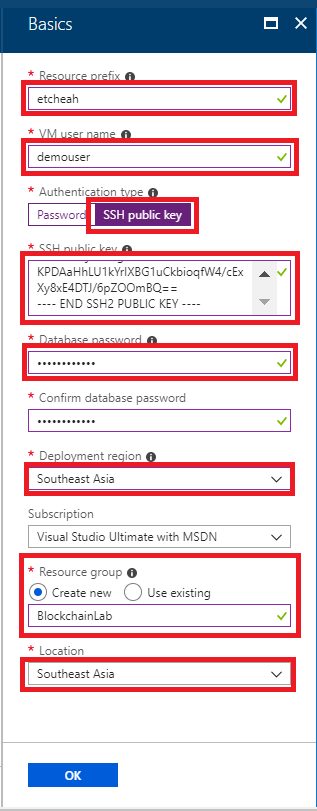 Basics
* Resource prefix
etcheah
* VM user name
demouser
* Authentication type
Password SSH public key
* SSH public key
KPDAaHhLU1kYrIXBG1uCkbioqfW4/cEx
Xy8xE4DTJ/6pZOOmBQ==
---- END SSH2 PUBLIC KEY ----
* Database password
••••••••••••
* Confirm database password
••••••••••••
* Deployment region
Southeast Asia
Subscription
Visual Studio Ultimate with MSDN
* Resource group
Create new Use existing
BlockchainLab
* Location
Southeast Asia
OK